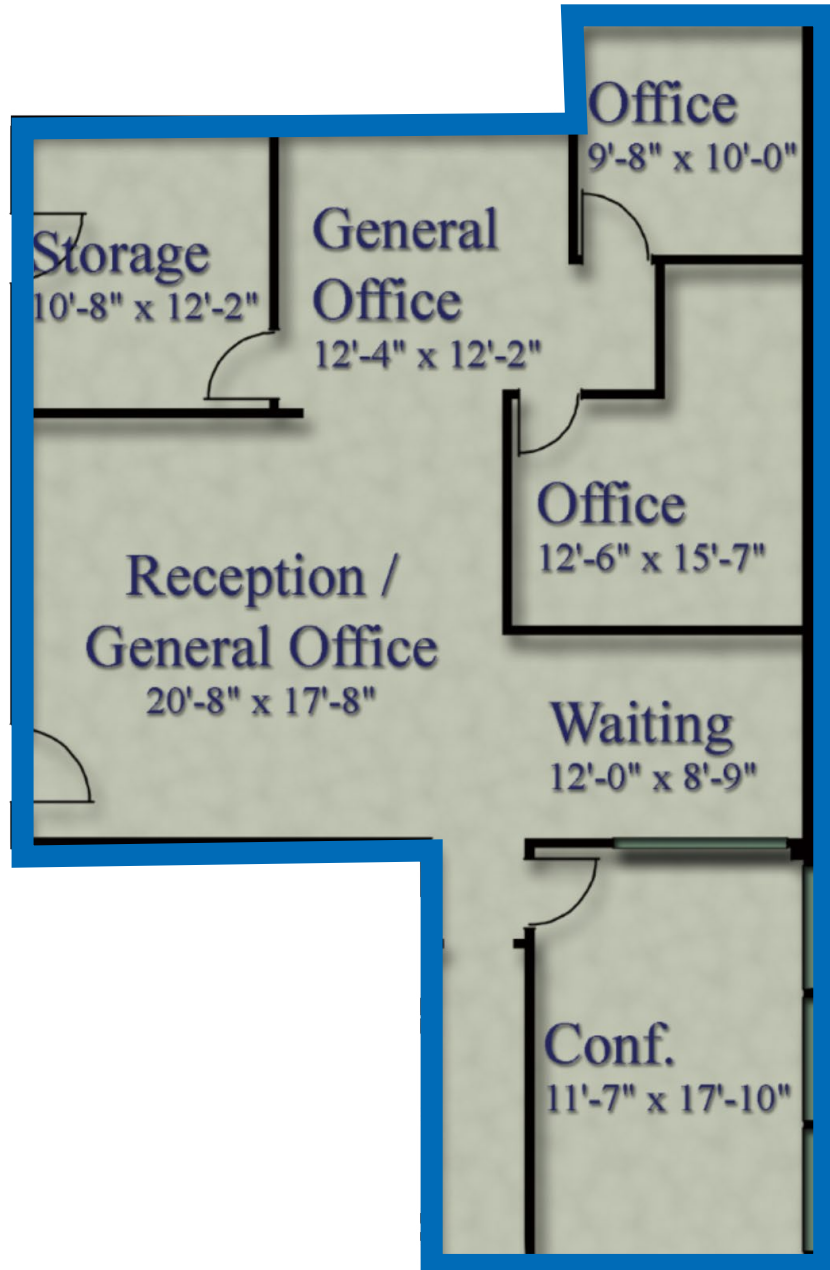 Office
9'-8" x 10'-0"
General
Office
12'-4" x 12'-2"
Storage
10'-8" x 12'-2"
Office
12'-6" x 15'-7"
Reception /
General Office
20'-8" x 17'-8"
Waiting
12'-0" x 8'-9"
Conf.
11'-7" x 17'-10"